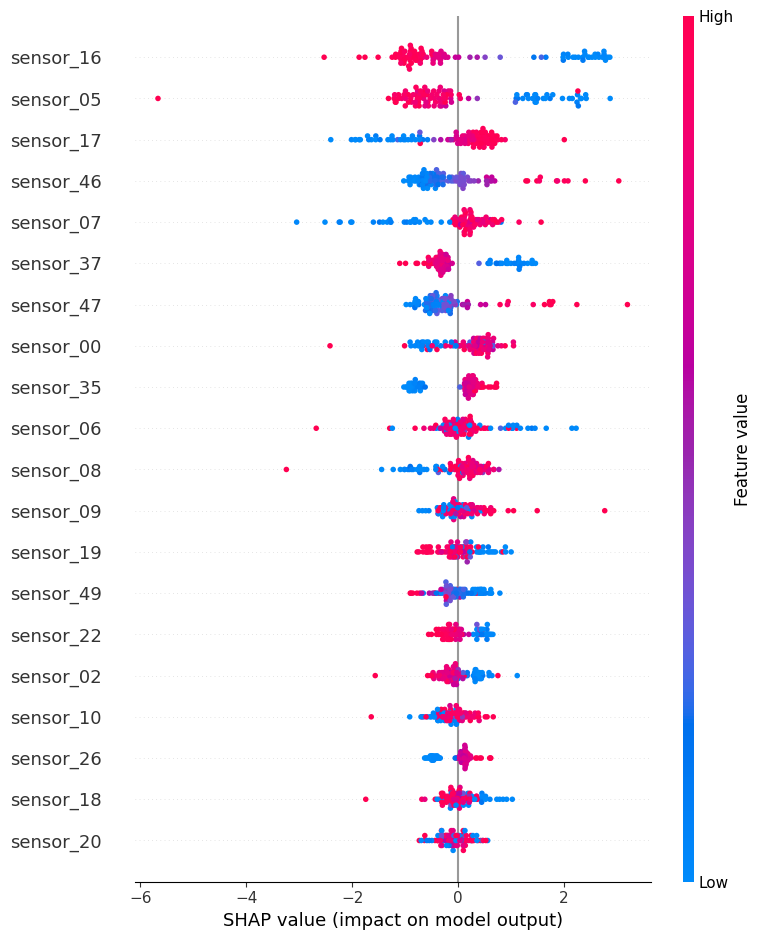 High
sensor_16
sensor_05
sensor_17
sensor_46
sensor_07
sensor_37
sensor_47
sensor_00
sensor_35
sensor_06
sensor_08
sensor_09
sensor_19
sensor_49
sensor_22
sensor_02
sensor_10
sensor_26
sensor_18
sensor_20
Feature value
Low
−6 −4 −2 0 2
SHAP value (impact on model output)